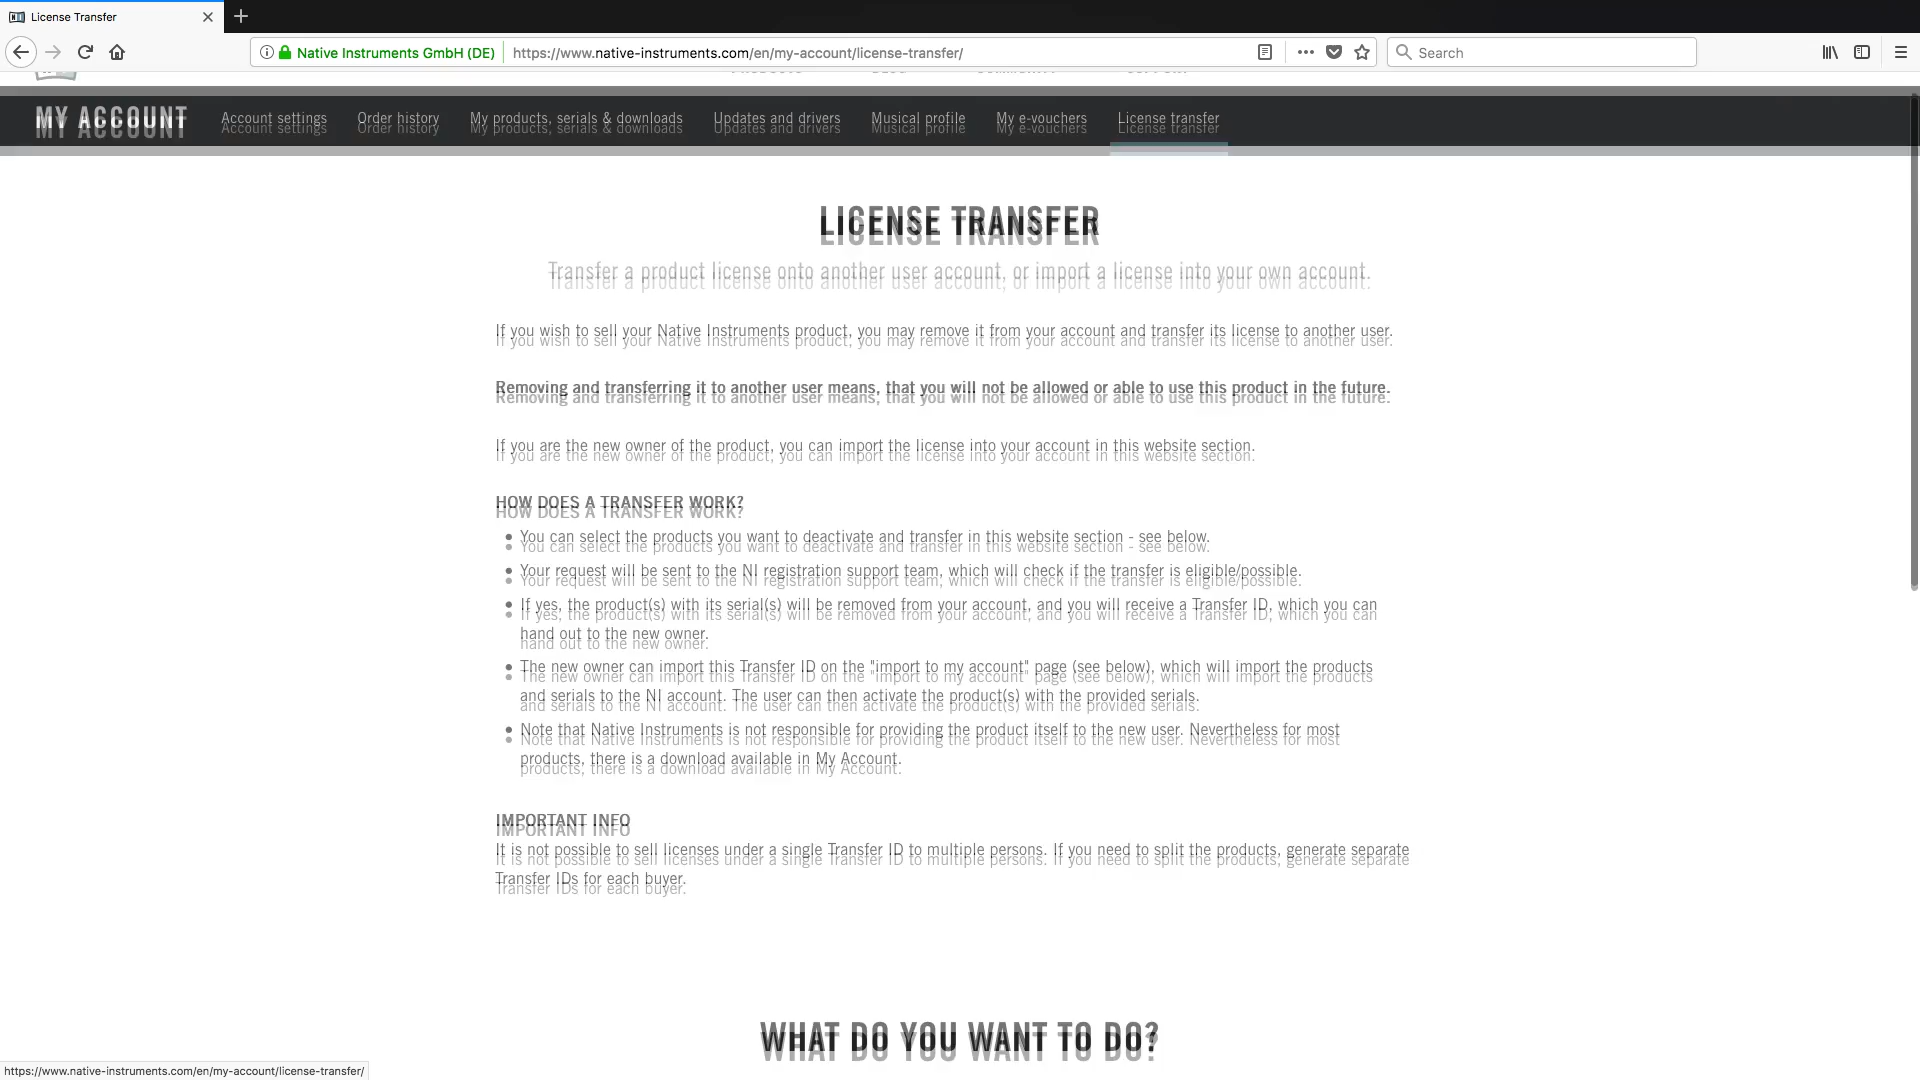 License Transfer
Native Instruments GmbH (DE)
https://www.native-instruments.com/en/my-account/license-transfer/
Search
MY ACCOUNT
Account settings
Order history
My products, serials & downloads
Updates and drivers
Musical profile
My e-vouchers
License transfer
LICENSE TRANSFER
Transfer a product license onto another user account, or import a license into your own account.
If you wish to sell your Native Instruments product, you may remove it from your account and transfer its license to another user.
Removing and transferring it to another user means, that you will not be allowed or able to use this product in the future.
If you are the new owner of the product, you can import the license into your account in this website section.
HOW DOES A TRANSFER WORK?
You can select the products you want to deactivate and transfer in this website section - see below.
Your request will be sent to the NI registration support team, which will check if the transfer is eligible/possible.
If yes, the product(s) with its serial(s) will be removed from your account, and you will receive a Transfer ID, which you can
hand out to the new owner.
The new owner can import this Transfer ID on the "import to my account" page (see below), which will import the products
and serials to the NI account. The user can then activate the product(s) with the provided serials.
Note that Native Instruments is not responsible for providing the product itself to the new user. Nevertheless for most
products, there is a download available in My Account.
IMPORTANT INFO
It is not possible to sell licenses under a single Transfer ID to multiple persons. If you need to split the products, generate separate
Transfer IDs for each buyer.
WHAT DO YOU WANT TO DO?
https://www.native-instruments.com/en/my-account/license-transfer/